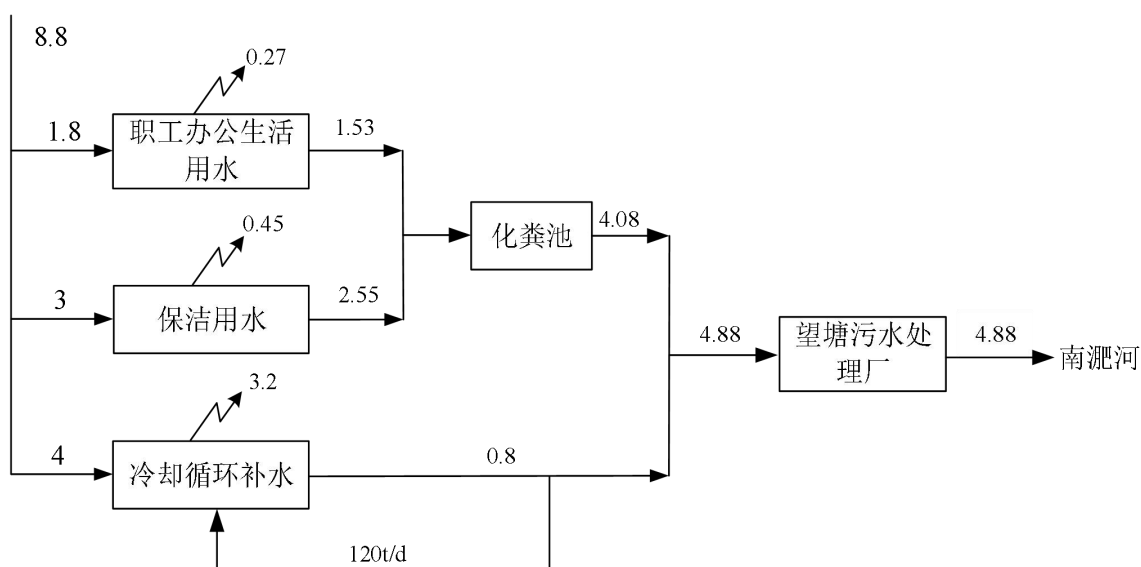 8.8
0.27
1.8
职工办公生活
用水
1.53
0.45
化粪池
4.08
3
保洁用水
2.55
4.88
望塘污水处
理厂
4.88
南淝河
3.2
4
冷却循环补水
0.8
120t/d